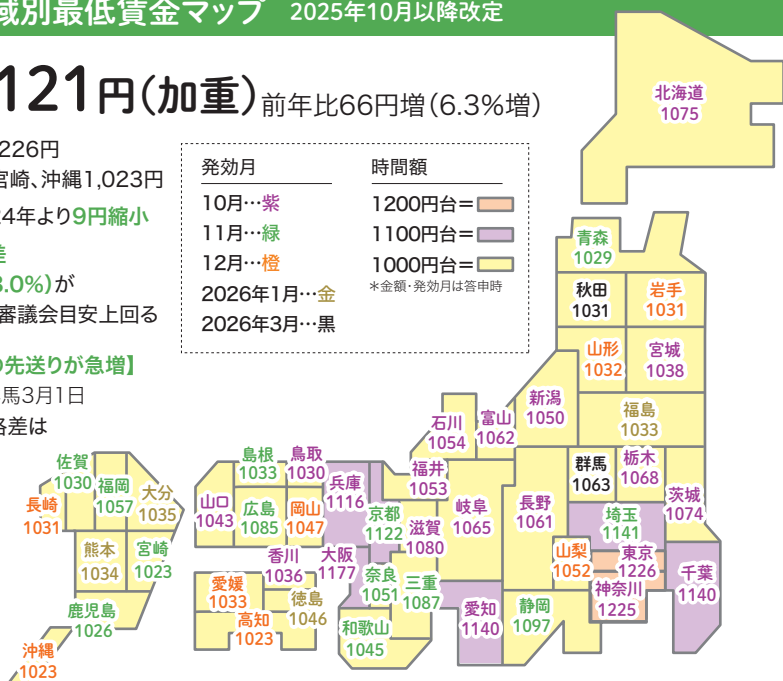 域別最低賃金マップ 2025年10月以降改定
121円(加重)前年比66円増(6.3%増)
226円
宮崎、沖縄1,023円
24年より9円縮小
差
3.0%)が
審議会目安上回る
の先送りが急増】
馬3月1日
格差は
発効月
10月…紫
11月…緑
12月…橙
2026年1月…金
2026年3月…黒
時間額
1200円台=
1100円台=
1000円台=
*金額・発効月は答申時
北海道
1075
青森
1029
秋田
1031
岩手
1031
山形
1032
宮城
1038
福島
1033
新潟
1050
富山
1062
石川
1054
福井
1053
群馬
1063
栃木
1068
茨城
1074
埼玉
1141
東京
1226
千葉
1140
神奈川
1225
山梨
1052
長野
1061
岐阜
1065
静岡
1097
愛知
1140
三重
1087
滋賀
1080
京都
1122
奈良
1051
和歌山
1045
大阪
1177
兵庫
1116
鳥取
1030
島根
1033
岡山
1047
広島
1085
山口
1043
香川
1036
徳島
1046
愛媛
1033
高知
1023
福岡
1057
佐賀
1030
長崎
1031
大分
1035
熊本
1034
宮崎
1023
鹿児島
1026
沖縄
1023